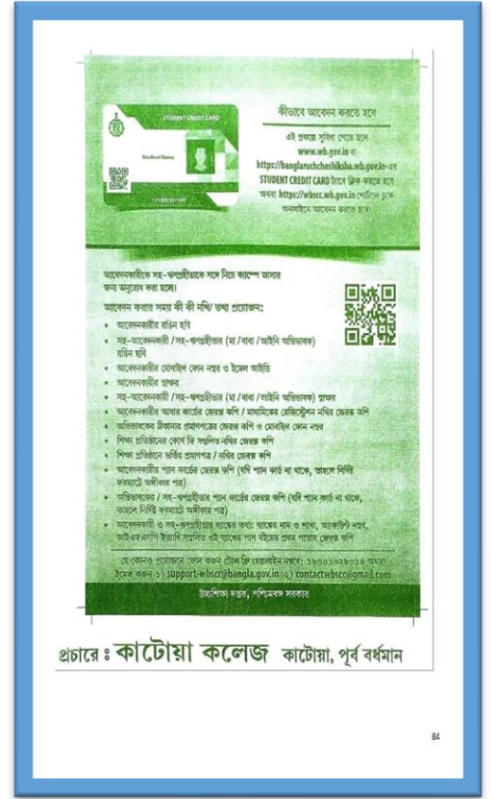 STUDENT CREDIT CARD
Student Name
কীভাবে আবেদন করতে হবে
এই প্রকল্পে সুবিধা পেতে হলে
www.wb.gov.in বা
https://banglaruchchashiksha.wb.gov.in-এর
STUDENT CREDIT CARD ট্যাবে ক্লিক করতে হবে
অথবা https://wbscc.wb.gov.in পোর্টালে ঢুকে
অনলাইনে আবেদন করতে হবে।
আবেদনকারীকে সহ-ঋণগ্রহীতাকে সঙ্গে নিয়ে ক্যাম্পে আসার
জন্য অনুরোধ করা হচ্ছে।
আবেদন করার সময় কী কী নথি/ তথ্য প্রয়োজন:
• আবেদনকারীর রঙিন ছবি
• সহ-আবেদনকারী /সহ-ঋণগ্রহীতার (মা /বাবা /আইনি অভিভাবক)
রঙিন ছবি
• আবেদনকারীর মোবাইল ফোন নম্বর ও ইমেল আইডি
• আবেদনকারীর স্বাক্ষর
• সহ-আবেদনকারী /সহ-ঋণগ্রহীতার (মা /বাবা /আইনি অভিভাবক) স্বাক্ষর
• আবেদনকারীর আধার কার্ডের জেরক্স কপি / মাধ্যমিকের রেজিস্ট্রেশন নথির জেরক্স কপি
• অভিভাবকের ঠিকানার প্রমাণপত্রের জেরক্স কপি ও মোবাইল ফোন নম্বর
• শিক্ষা প্রতিষ্ঠানের কোর্স ফি সম্বলিত নথির জেরক্স কপি
• শিক্ষা প্রতিষ্ঠানে ভর্তির প্রমাণপত্র / নথির জেরক্স কপি
• আবেদনকারীর প্যান কার্ডের জেরক্স কপি (যদি প্যান কার্ড না থাকে, তাহলে নির্দিষ্ট
ফরম্যাটে অঙ্গীকার পত্র)
• অভিভাবকের / সহ-ঋণগ্রহীতার প্যান কার্ডের জেরক্স কপি (যদি প্যান কার্ড না থাকে,
তাহলে নির্দিষ্ট ফরম্যাটে অঙ্গীকার পত্র)
• আবেদনকারী ও সহ-ঋণগ্রহীতার ব্যাঙ্কের তথ্য: ব্যাঙ্কের নাম ও শাখা, অ্যাকাউন্ট নম্বর,
আইএফএসসি ইত্যাদি সম্বলিত ওই ব্যাঙ্কের পাস বইয়ের প্রথম পাতার জেরক্স কপি
যে কোনও প্রয়োজনে ফোন করুন টোল ফ্রি হেল্পলাইন নম্বরে: ১৮০০১০২৮০১৪ অথবা
ইমেল করুন ১) support-wbscc@bangla.gov.in ২) contactwbscc@gmail.com
উচ্চশিক্ষা দপ্তর, পশ্চিমবঙ্গ সরকার
প্রচারে ঃ কাটোয়া কলেজ কাটোয়া, পূর্ব বর্ধমান
84